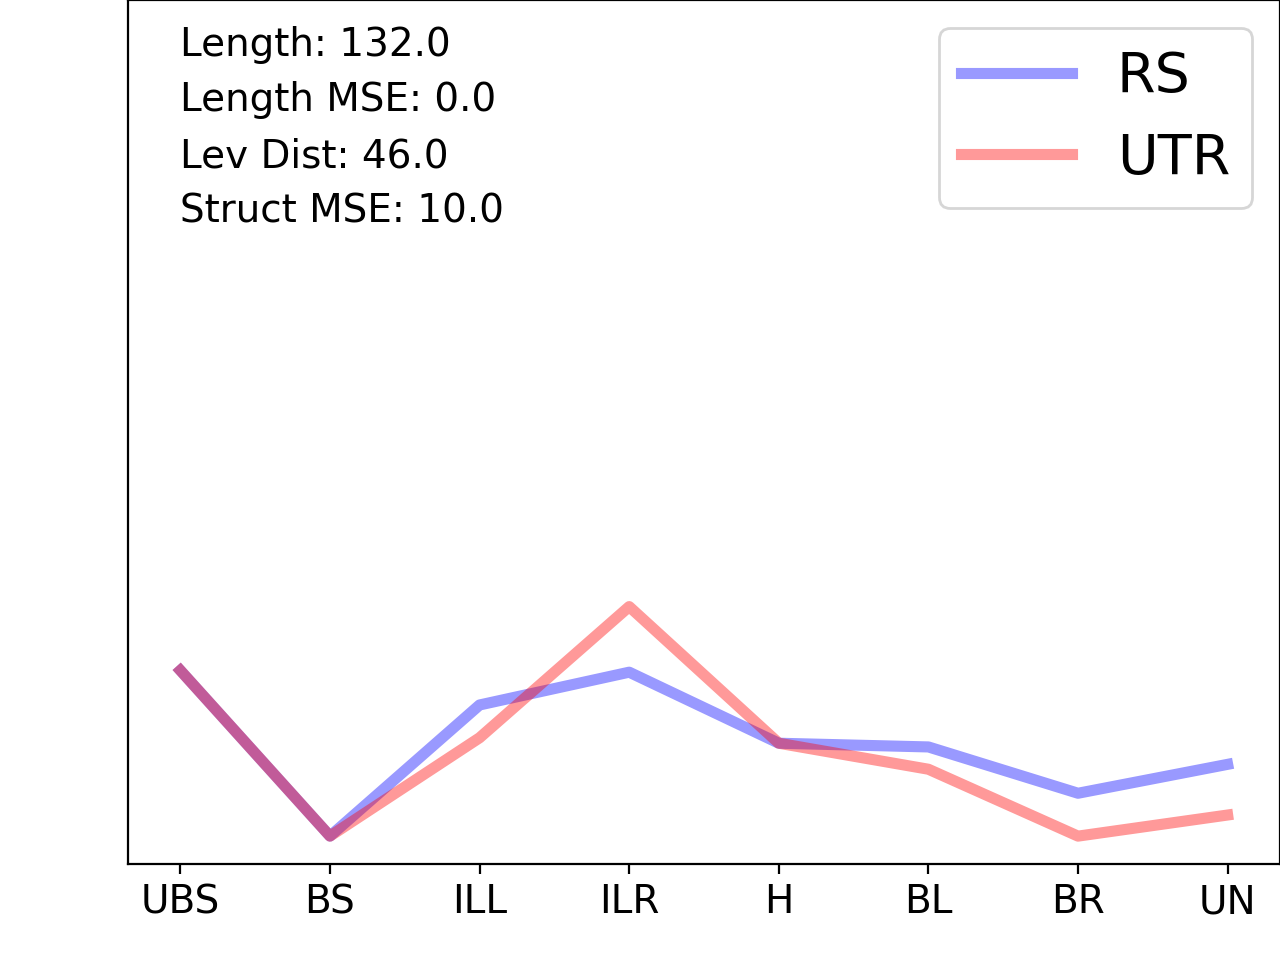 Length: 132.0
Length MSE: 0.0
Lev Dist: 46.0
Struct MSE: 10.0
RS
UTR
UBS BS ILL ILR H BL BR UN